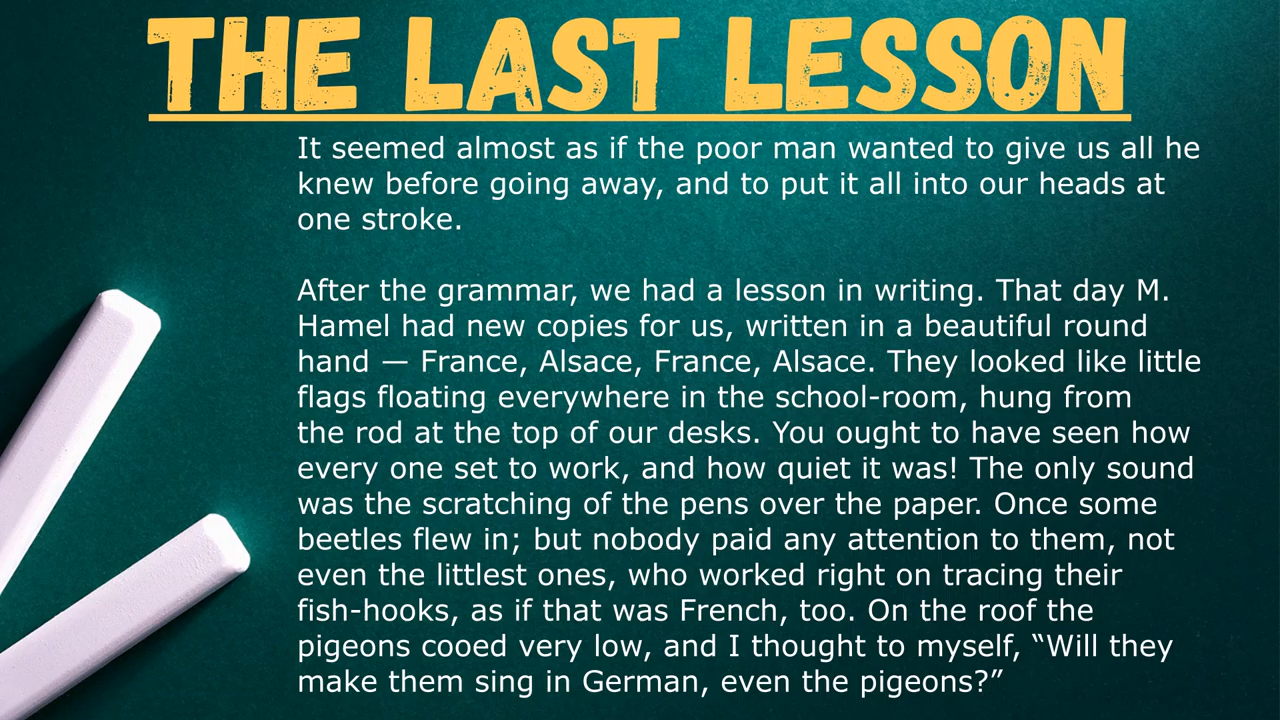 THE LAST LESSON
It seemed almost as if the poor man wanted to give us all he
knew before going away, and to put it all into our heads at
one stroke.
After the grammar, we had a lesson in writing. That day M.
Hamel had new copies for us, written in a beautiful round
hand — France, Alsace, France, Alsace. They looked like little
flags floating everywhere in the school-room, hung from
the rod at the top of our desks. You ought to have seen how
every one set to work, and how quiet it was! The only sound
was the scratching of the pens over the paper. Once some
beetles flew in; but nobody paid any attention to them, not
even the littlest ones, who worked right on tracing their
fish-hooks, as if that was French, too. On the roof the
pigeons cooed very low, and I thought to myself, “Will they
make them sing in German, even the pigeons?”